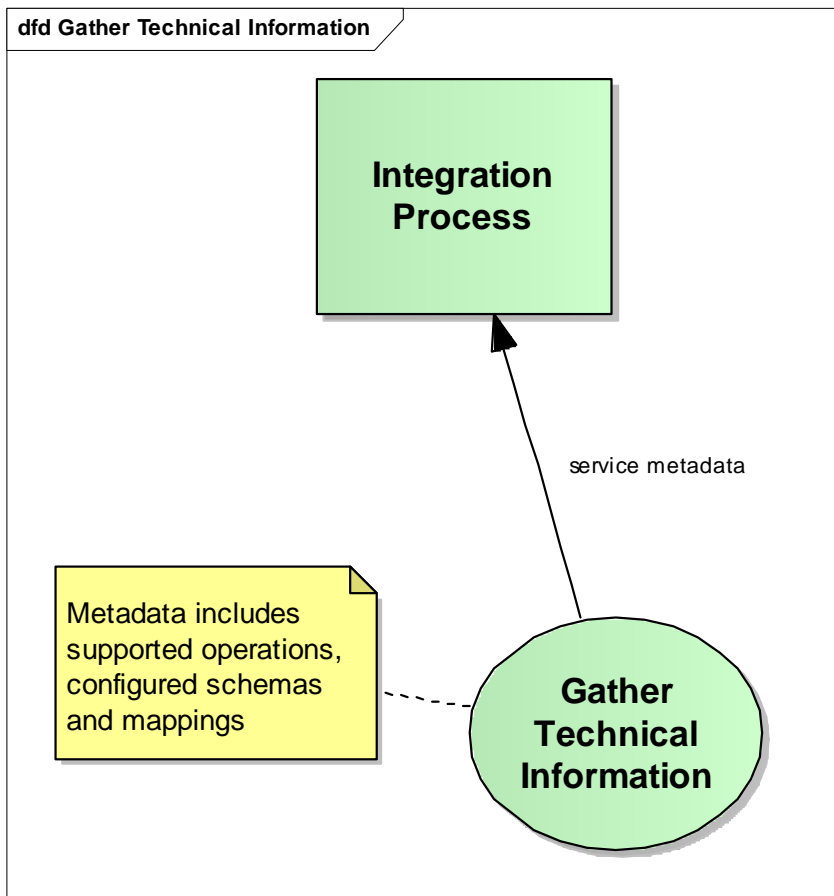 dfd Gather Technical Information
Integration
Process
service metadata
Metadata includes
supported operations,
configured schemas
and mappings
Gather
Technical
Information